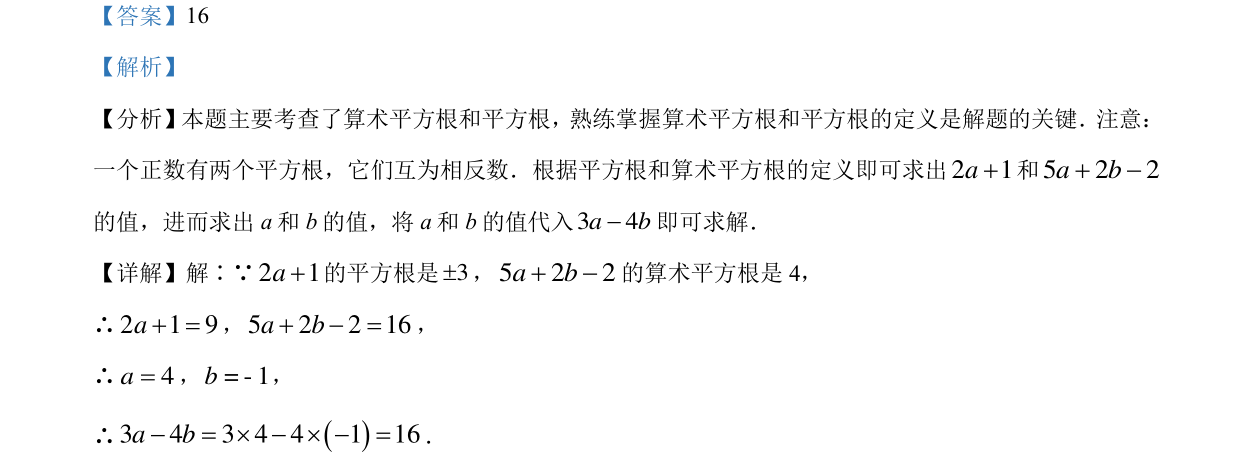 【答案】16
【解析】
【分析】本题主要考查了算术平方根和平方根，熟练掌握算术平方根和平方根的定义是解题的关键．注意：
一个正数有两个平方根，它们互为相反数．根据平方根和算术平方根的定义即可求出 2a+1 和 5a+2b−2
的值，进而求出 a 和 b 的值，将 a 和 b 的值代入 3a−4b 即可求解．
【详解】解：∵ 2a+1 的平方根是 ±3，5a+2b−2 的算术平方根是 4，
∴ 2a+1=9，5a+2b−2=16，
∴ a=4，b=-1，
∴ 3a−4b=3×4−4×(−1)=16．